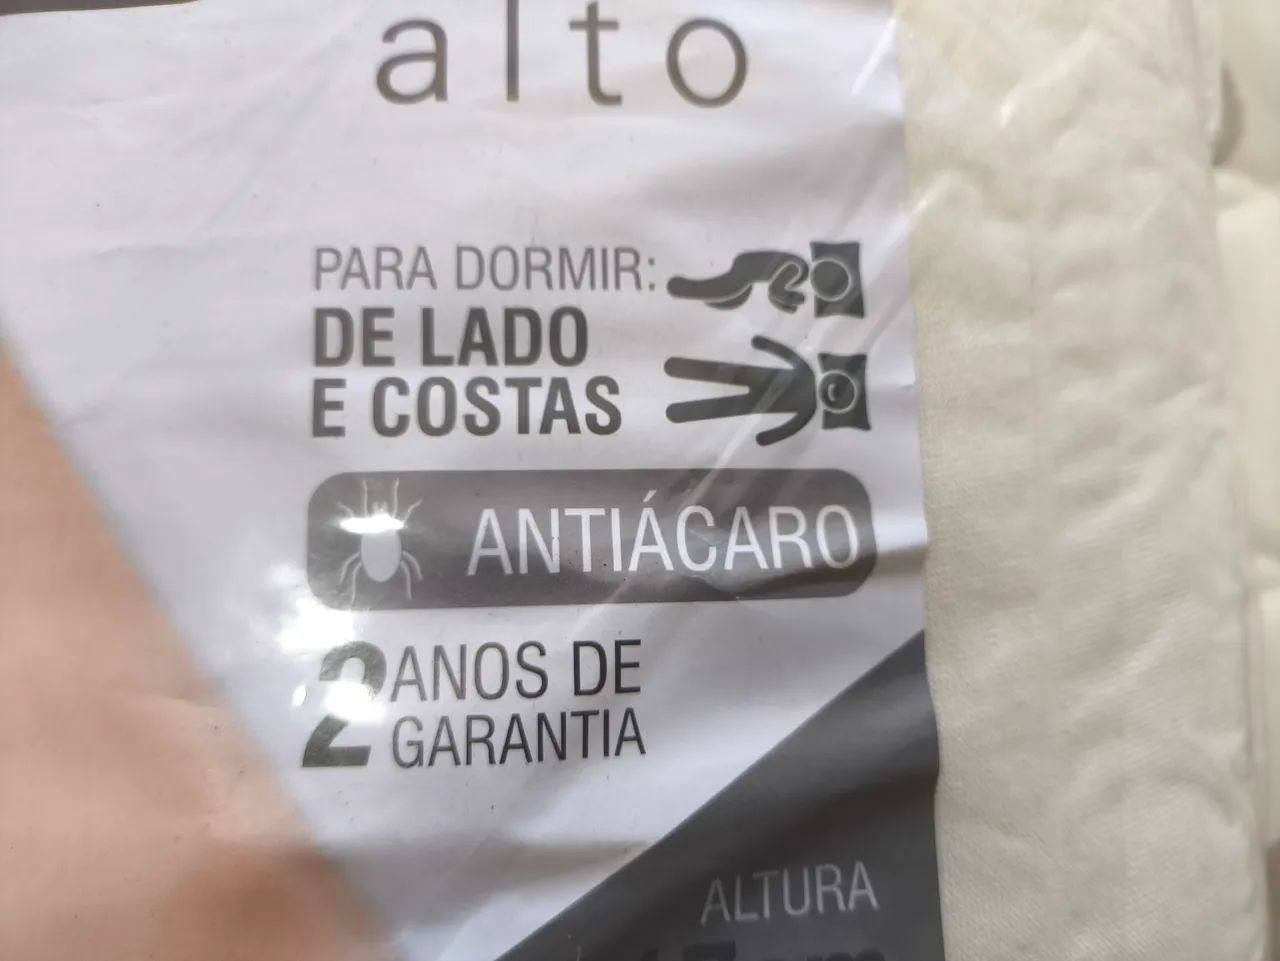 alto
PARA DORMIR:
DE LADO
E COSTAS
ANTIÁCARO
2 ANOS DE
GARANTIA
ALTURA